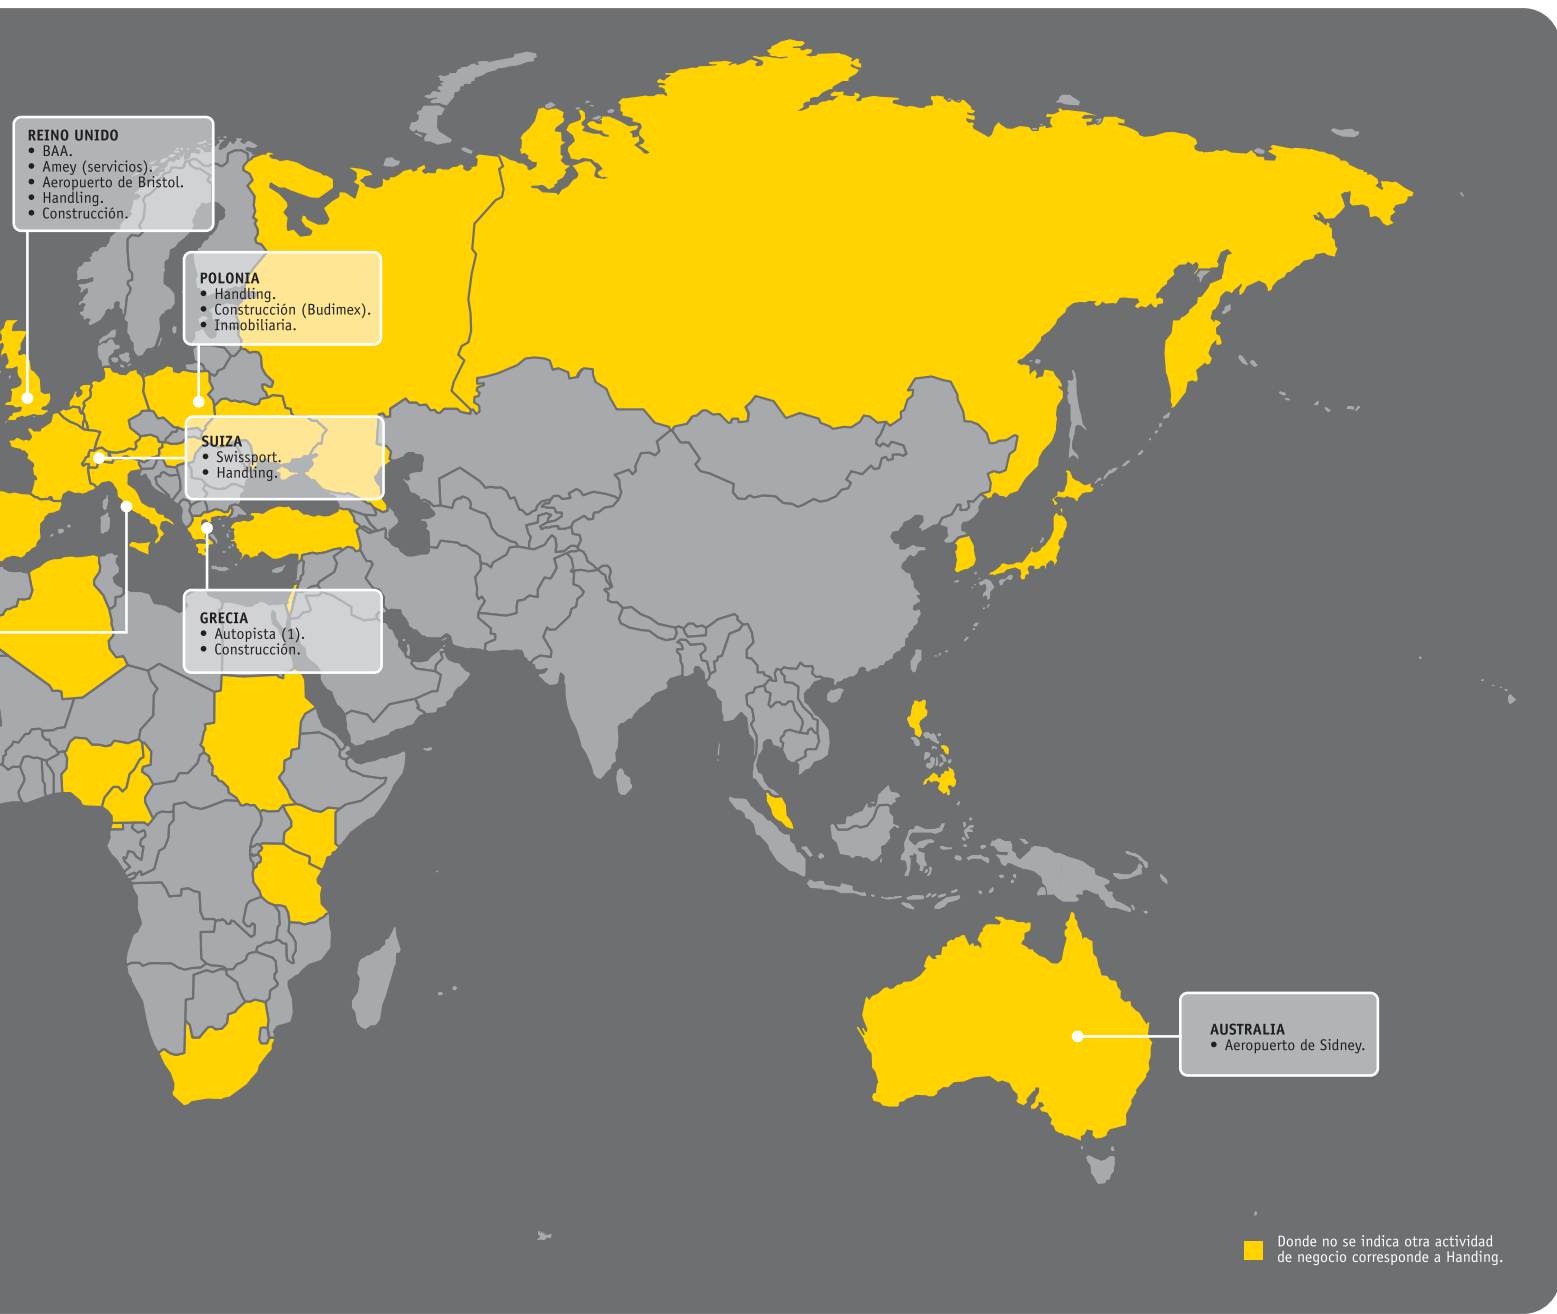 REINO UNIDO
• BAA.
• Amey (servicios).
• Aeropuerto de Bristol.
• Handling.
• Construcción.
POLONIA
• Handling.
• Construcción (Budimex).
• Inmobiliaria.
SUIZA
• Swissport.
• Handling.
GRECIA
• Autopista (1).
• Construcción.
AUSTRALIA
• Aeropuerto de Sidney.
Donde no se indica otra actividad
de negocio corresponde a Handing.